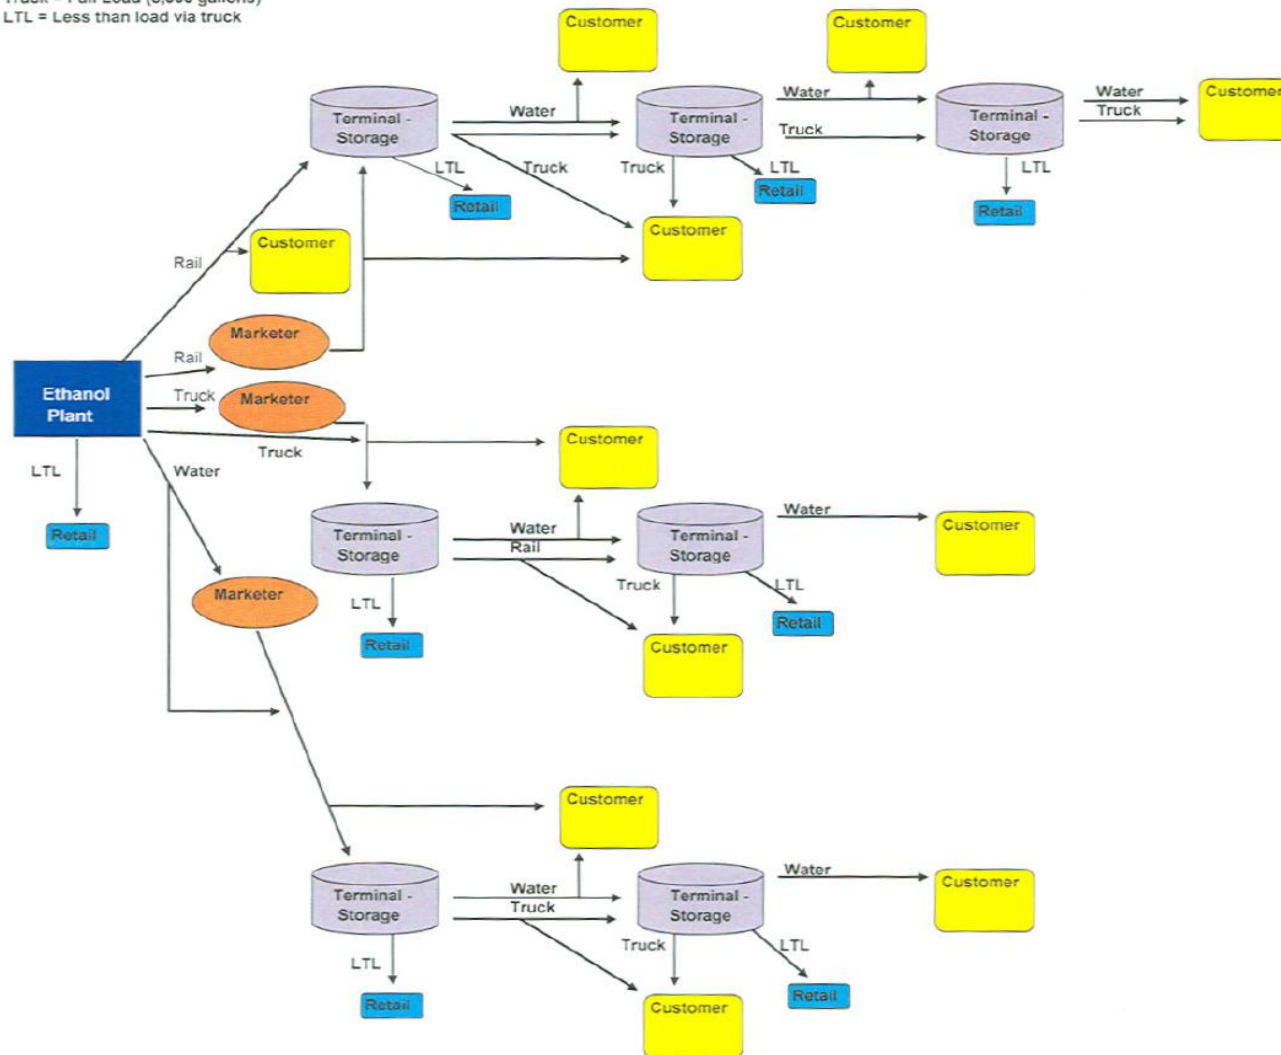 LTL = Less than load via truck
Customer
Customer
Customer
Terminal -
Storage
Water
Terminal -
Storage
Water
Truck
Terminal -
Storage
Water
Truck
LTL
Retail
Truck
Truck
LTL
Retail
LTL
Retail
Customer
Customer
Rail
Marketer
Rail
Ethanol
Plant
Truck
Marketer
Truck
Customer
LTL
Water
Retail
Terminal -
Storage
Water
Rail
Terminal -
Storage
Water
Customer
Marketer
LTL
Retail
Truck
LTL
Retail
Customer
Customer
Terminal -
Storage
Water
Truck
Terminal -
Storage
Water
Customer
LTL
Retail
Truck
LTL
Retail
Customer